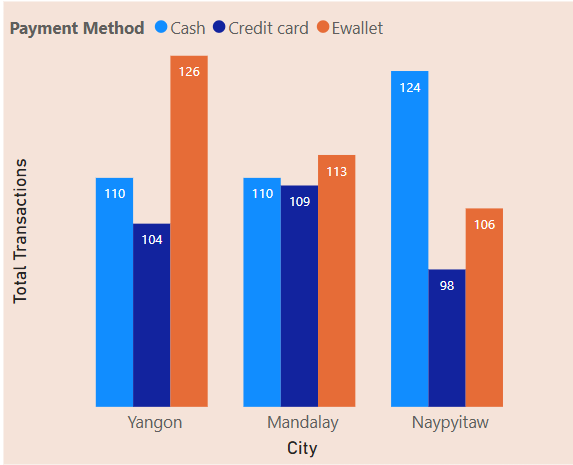 Payment Method Cash Credit card Ewallet
Total Transactions
110 104 126
110 109 113
124 98 106
Yangon Mandalay Naypyitaw
City